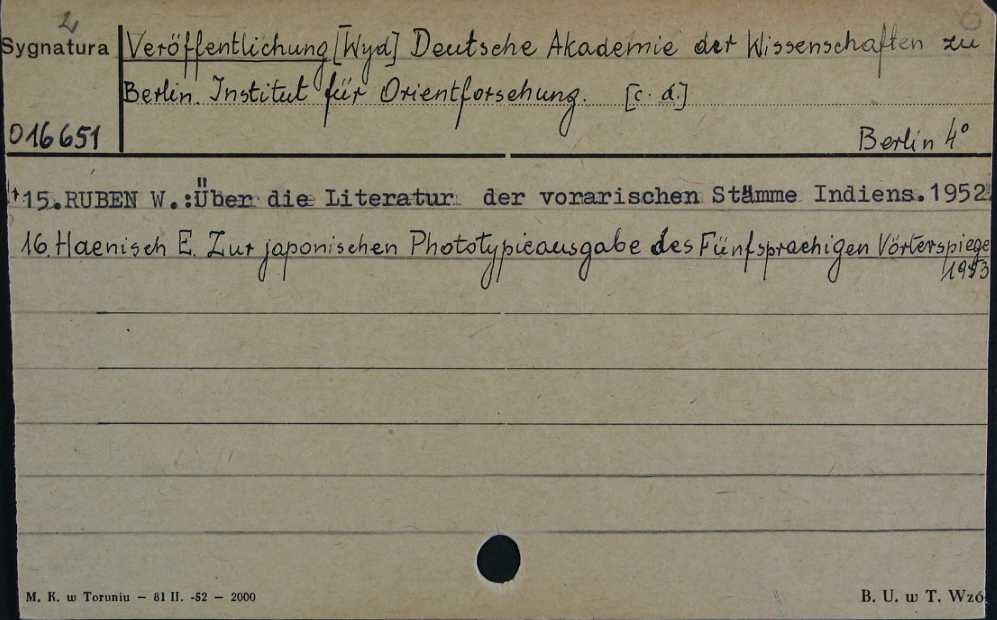 2 6
Sygnatura Veröffentlichung [Wyd] Deutsche Akademie der Wissenschaften zu
Berlin. Institut für Orientforschung. [c. d.]
016651 Berlin 4°
15. RUBEN W.: Über die Literatur der vorarischen Stämme Indiens. 1952
16. Haenisch E. Zur japonischen Phototypieausgabe des Fünfsprachigen Vörterspiege
1953
M. K. w Toruniu — 81 II. -52 — 2000 B. U. w T. Wzó